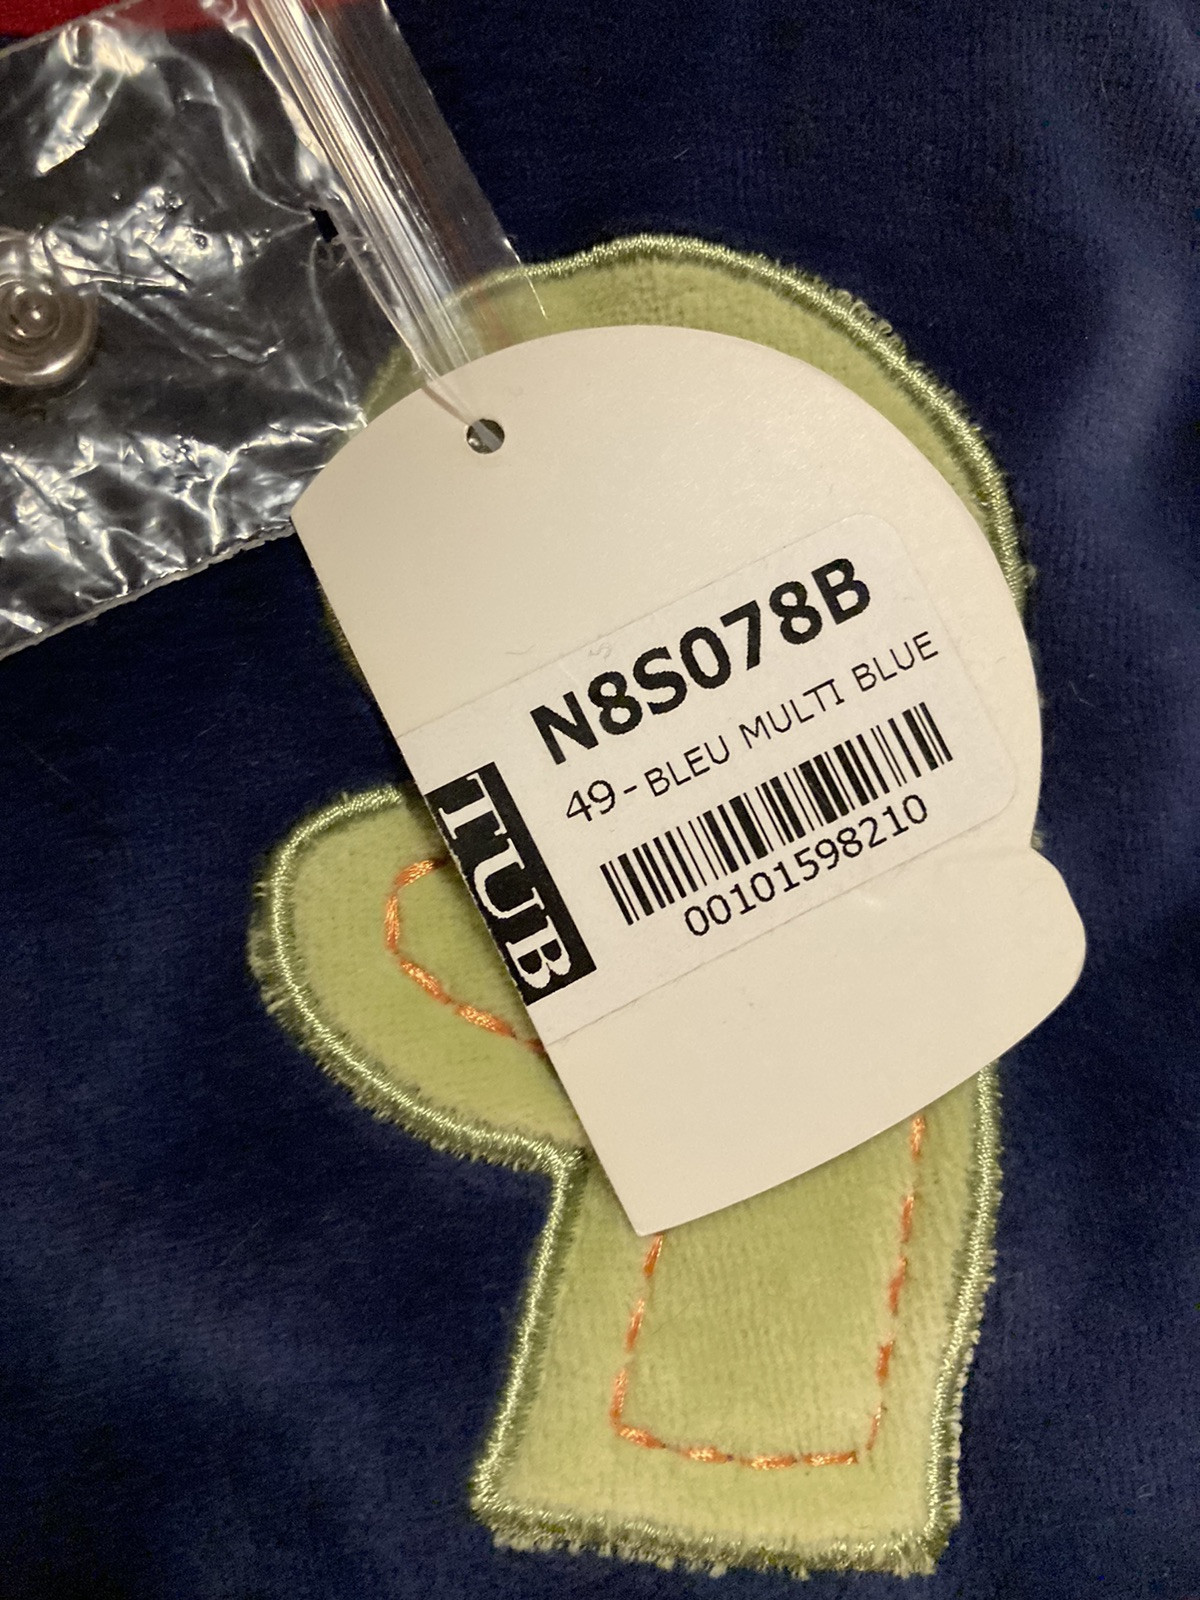 N8S078B
49-BLEU MULTI BLUE
00101598210
TUB